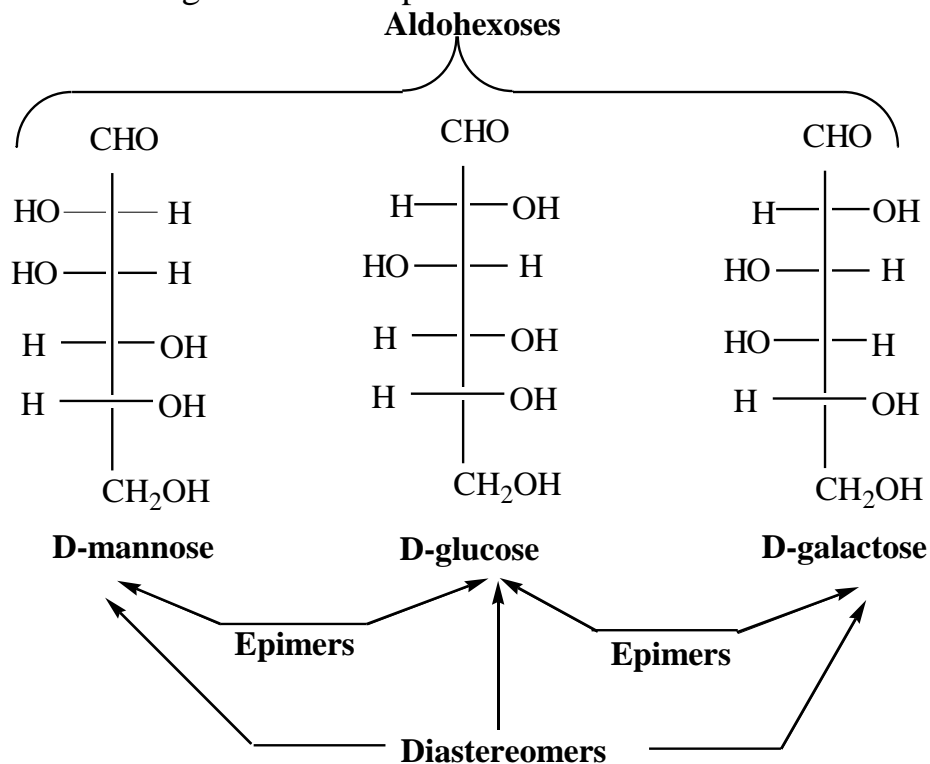 Aldohexoses
CHO CHO CHO
HO H H OH H OH
HO H HO H HO H
H OH H OH HO H
H OH H OH H OH
CH₂OH CH₂OH CH₂OH
D-mannose D-glucose D-galactose
Epimers Epimers
Diastereomers